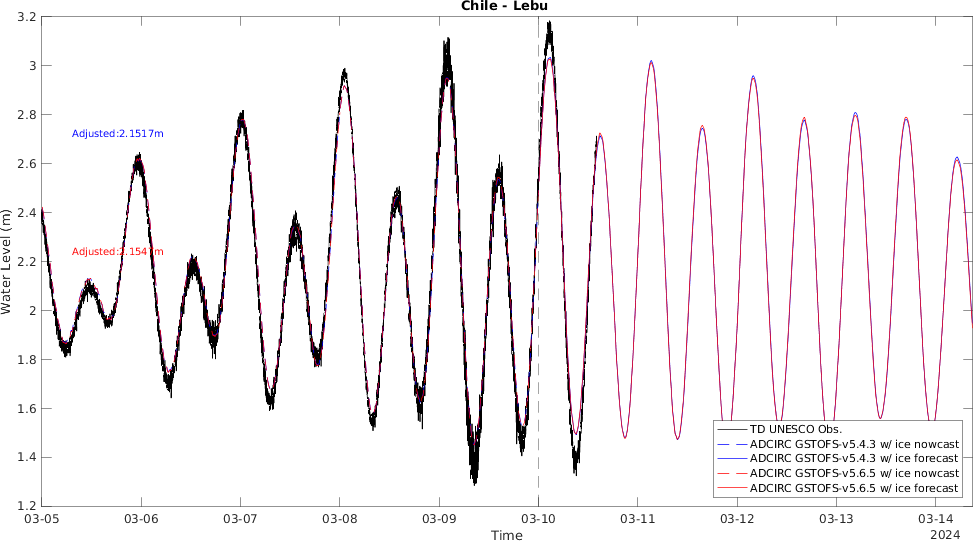 Chile - Lebu
3.2
3
2.8
2.6
2.4
2.2
2
1.8
1.6
1.4
1.2
Water Level (m)
Adjusted:2.1517m
Adjusted:2.1541m
TD UNESCO Obs.
ADCIRC GSTOFS-v5.4.3 w/ ice nowcast
ADCIRC GSTOFS-v5.4.3 w/ ice forecast
ADCIRC GSTOFS-v5.6.5 w/ ice nowcast
ADCIRC GSTOFS-v5.6.5 w/ ice forecast
03-05 03-06 03-07 03-08 03-09 03-10 03-11 03-12 03-13 03-14
Time
2024